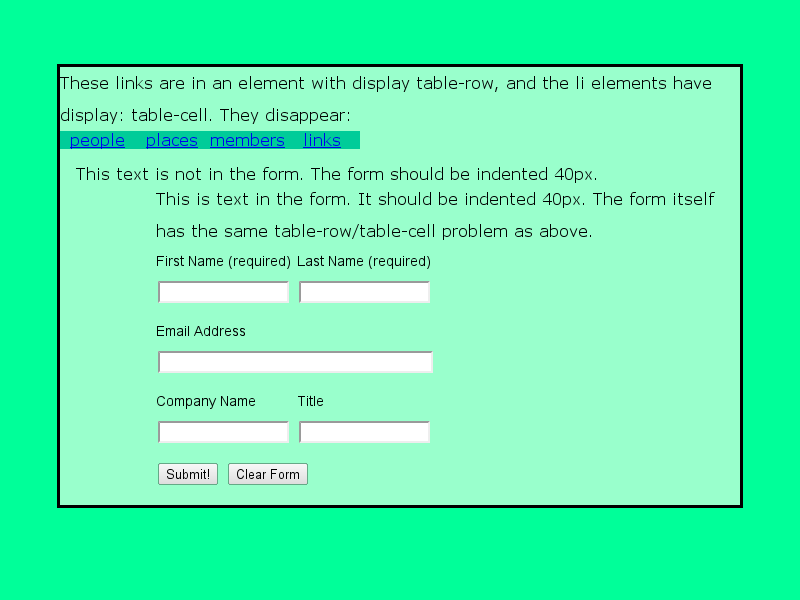 These links are in an element with display table-row, and the li elements have
display: table-cell. They disappear:
people places members links
This text is not in the form. The form should be indented 40px.
This is text in the form. It should be indented 40px. The form itself
has the same table-row/table-cell problem as above.
First Name (required) Last Name (required)
Email Address
Company Name Title
Submit! Clear Form